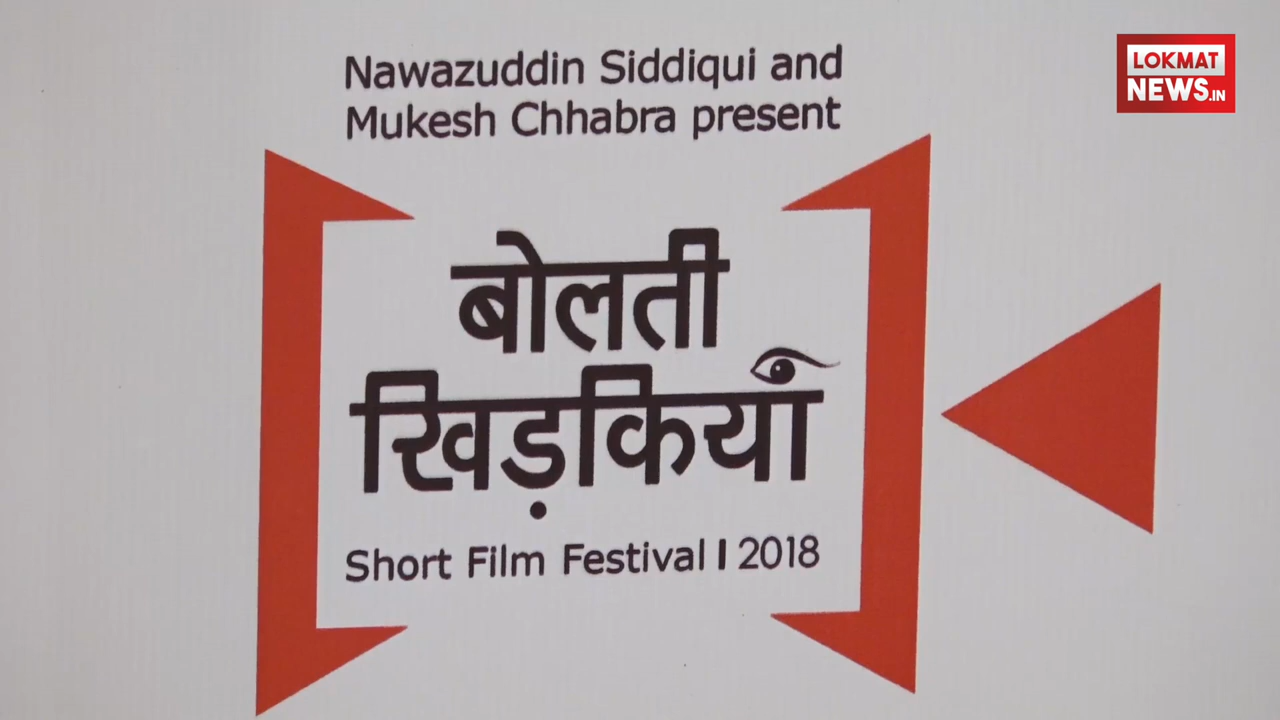 Nawazuddin Siddiqui and
Mukesh Chhabra present
बोलती
खिड़कियाँ
Short Film Festival | 2018
LOKMAT
NEWS.IN